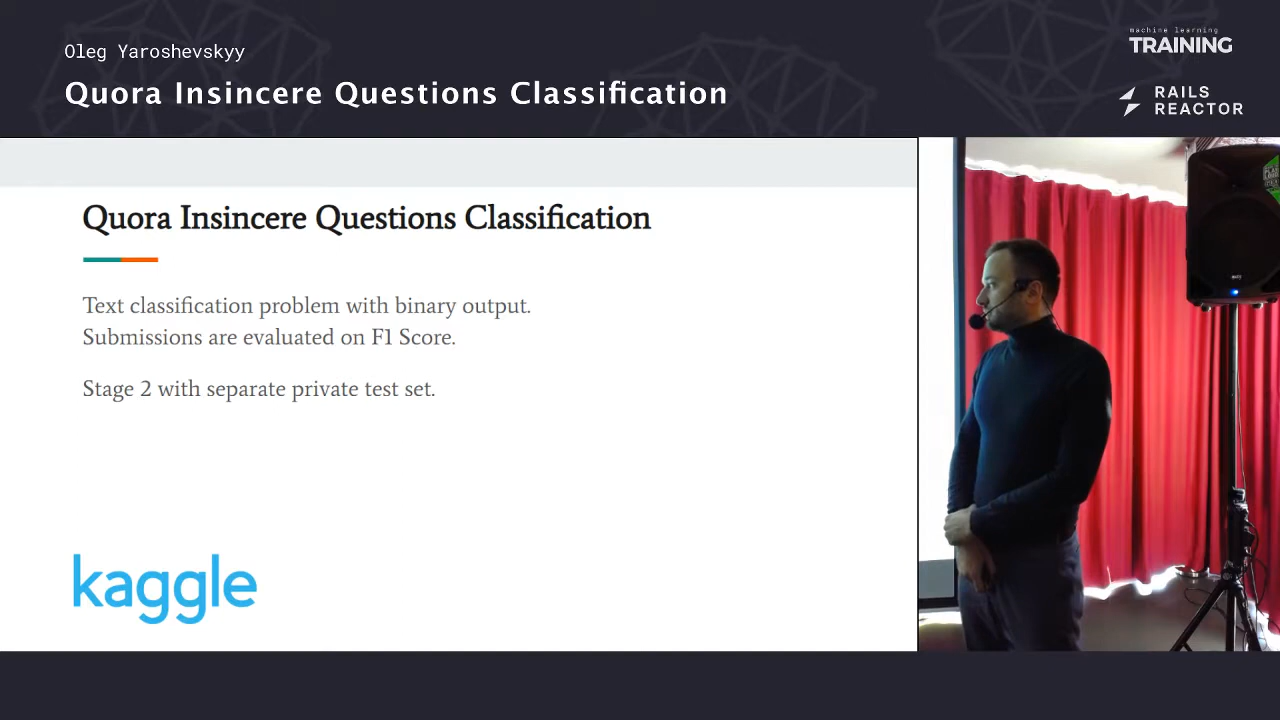 Oleg Yaroshevskyy
Quora Insincere Questions Classification
machine learning
TRAINING
RAILS
REACTOR
Quora Insincere Questions Classification
Text classification problem with binary output.
Submissions are evaluated on F1 Score.
Stage 2 with separate private test set.
kaggle